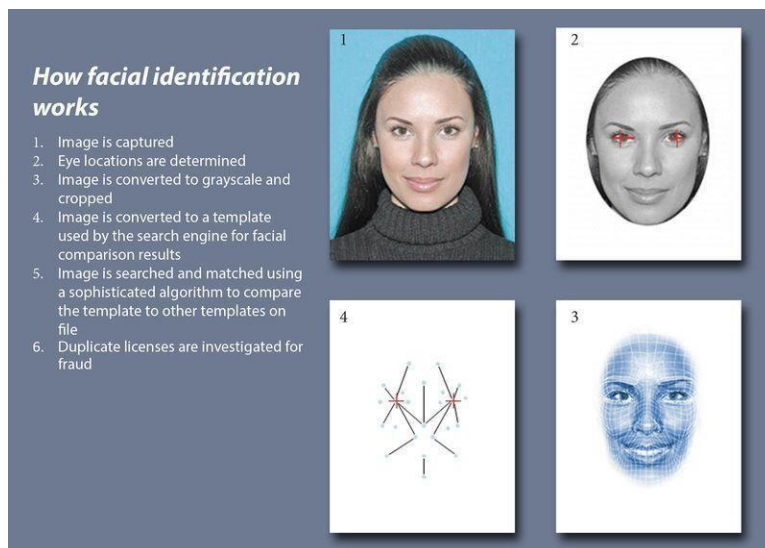 How facial identification
works
1. Image is captured
2. Eye locations are determined
3. Image is converted to grayscale and
cropped
4. Image is converted to a template
used by the search engine for facial
comparison results
5. Image is searched and matched using
a sophisticated algorithm to compare
the template to other templates on
file
6. Duplicate licenses are investigated for
fraud
1
2
4
3